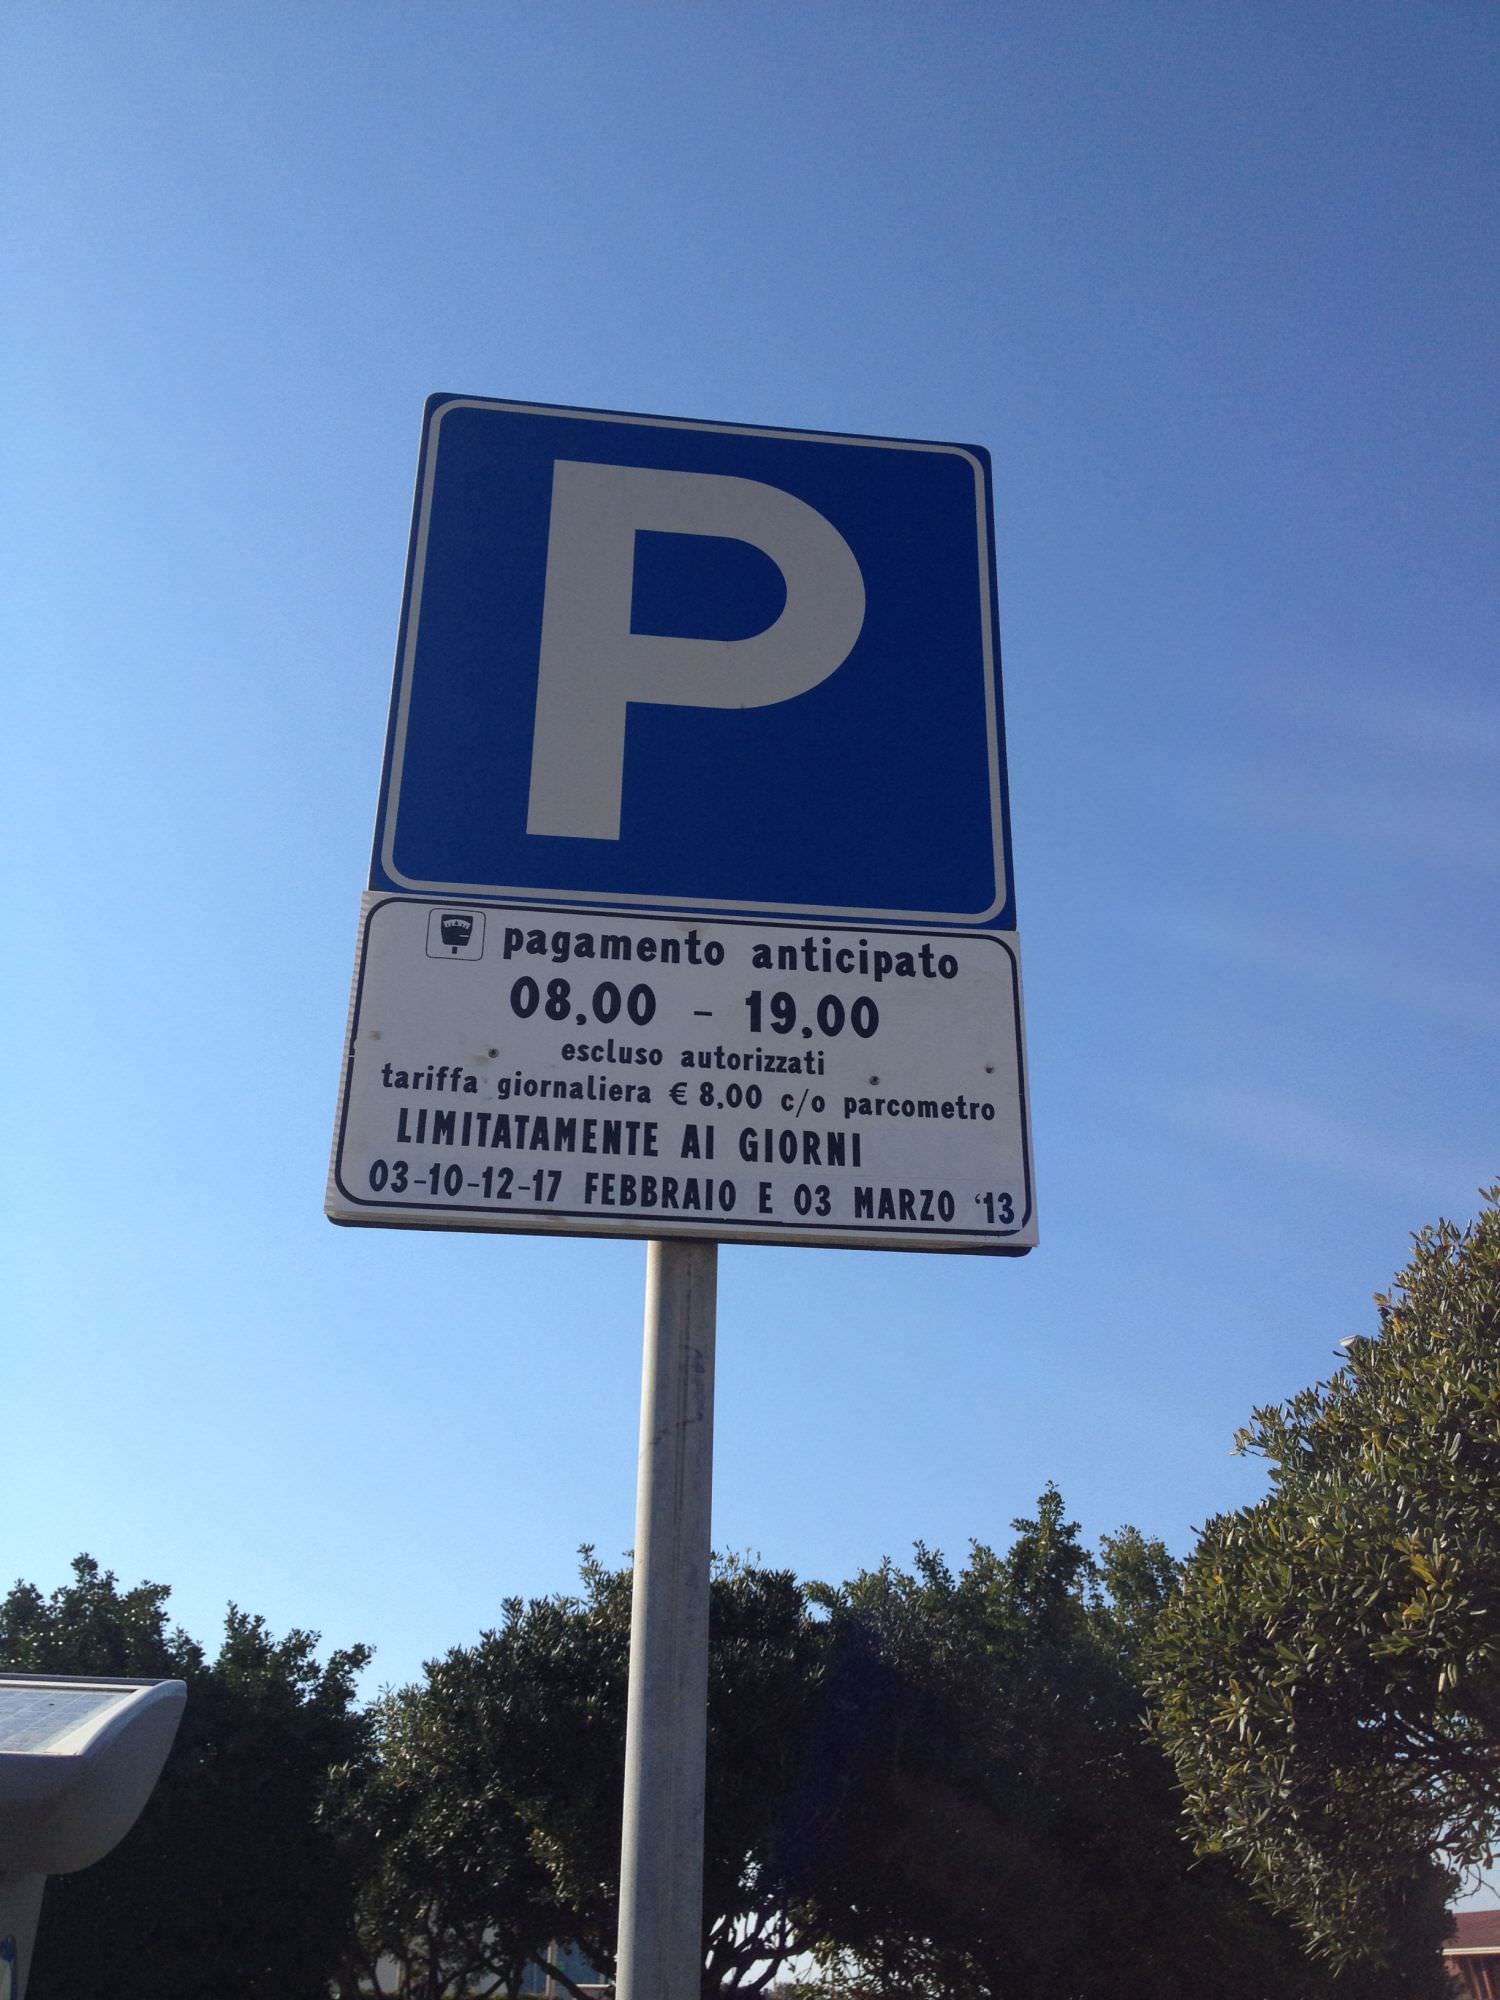 P
pagamento anticipato
08,00 - 19,00
escluso autorizzati
tariffa giornaliera € 8,00 c/o parcometro
LIMITATAMENTE AI GIORNI
03-10-12-17 FEBBRAIO E 03 MARZO '13